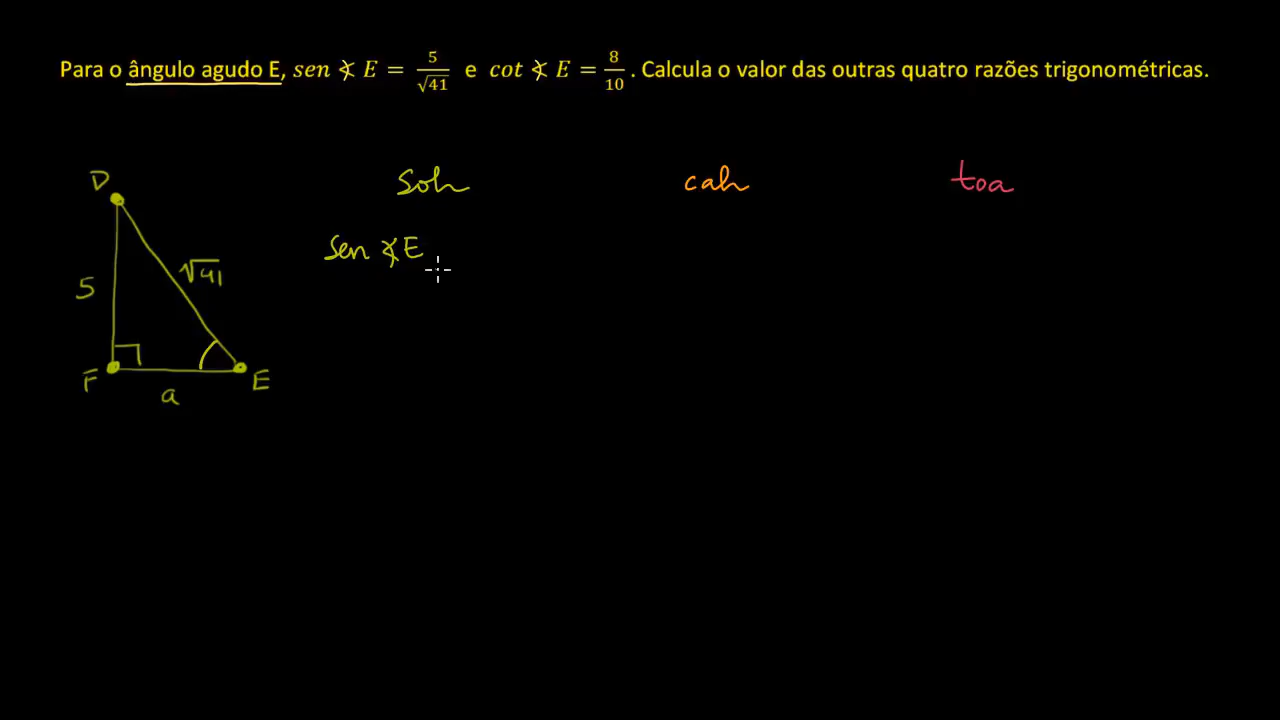 Para o ângulo agudo E, sen ∢ E = 5/√41 e cot ∢ E = 8/10. Calcula o valor das outras quatro razões trigonométricas.
D
Soh cah toa
Sen ∢E
√41
5
F E
a